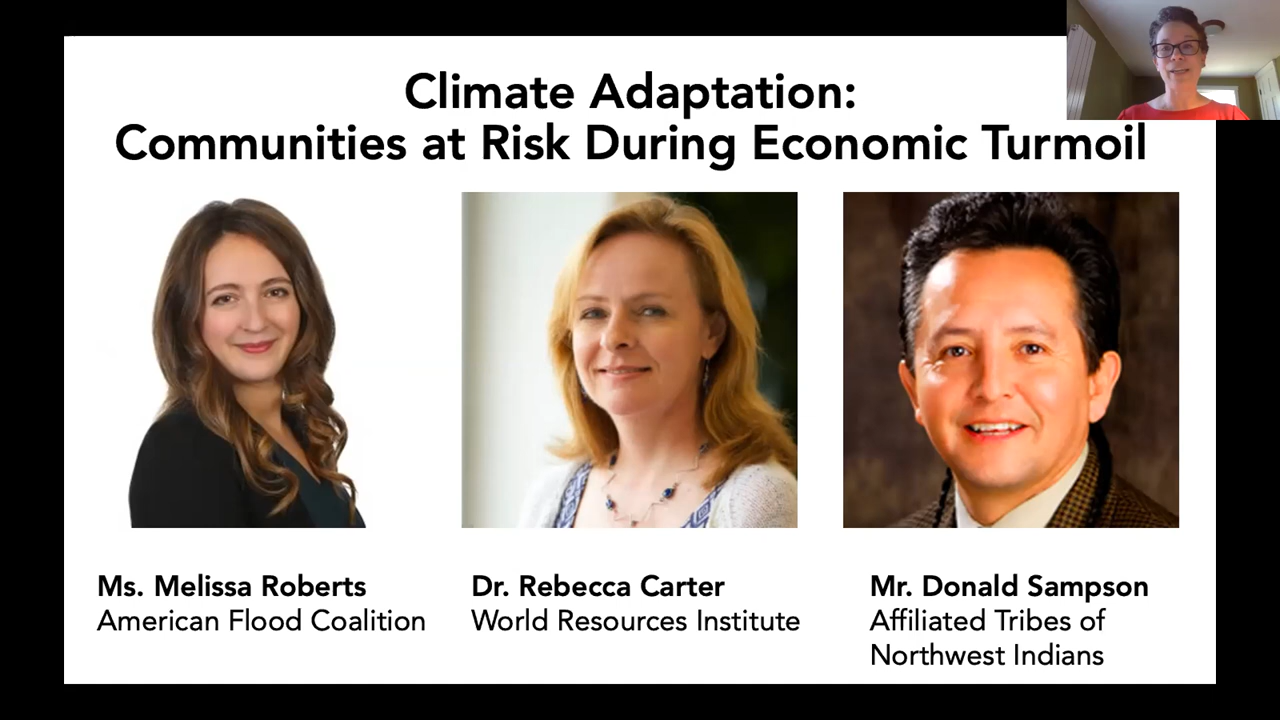 Climate Adaptation:
Communities at Risk During Economic Turmoil
Ms. Melissa Roberts
American Flood Coalition
Dr. Rebecca Carter
World Resources Institute
Mr. Donald Sampson
Affiliated Tribes of
Northwest Indians